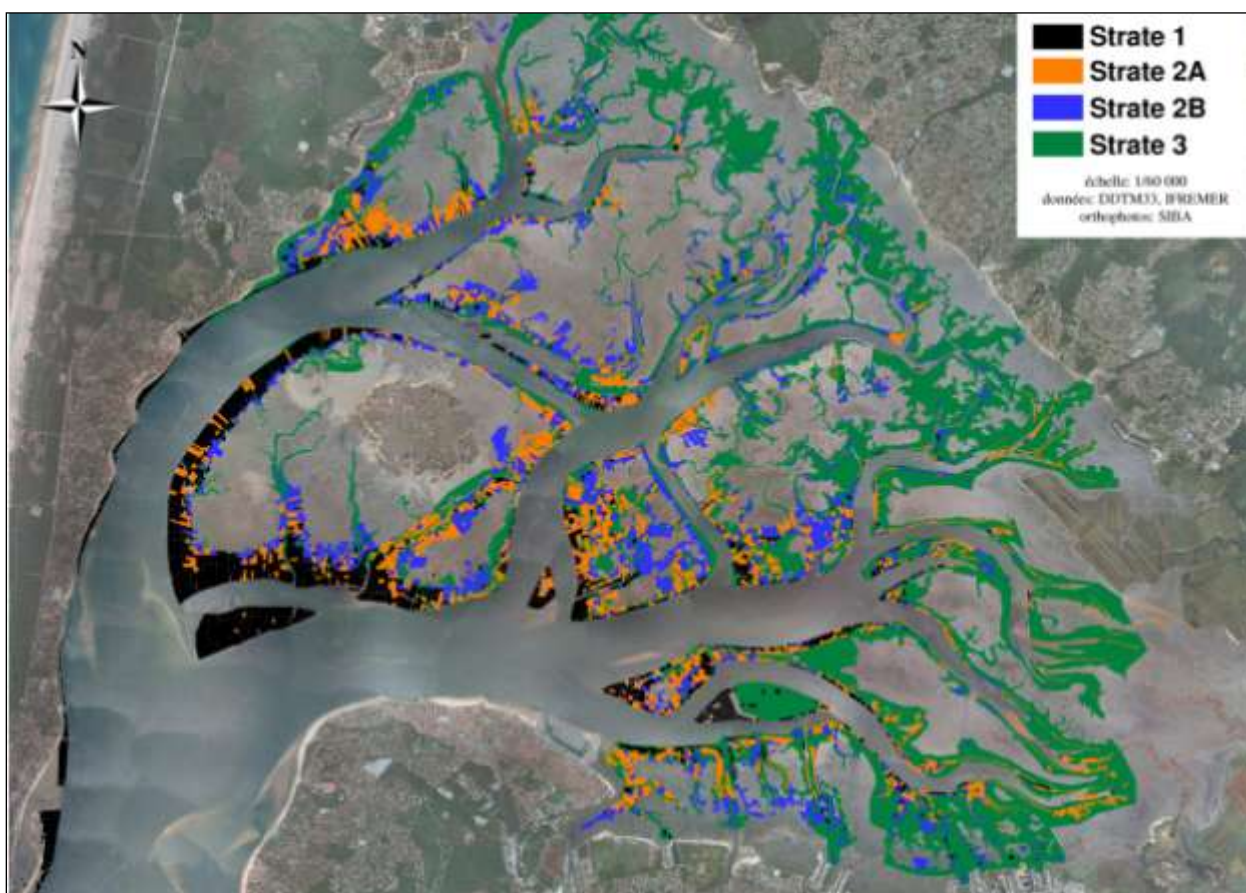 N
Strate 1
Strate 2A
Strate 2B
Strate 3
échelle: 1/60 000
données: DDTM33, IFREMER
orthophotos: SIBA